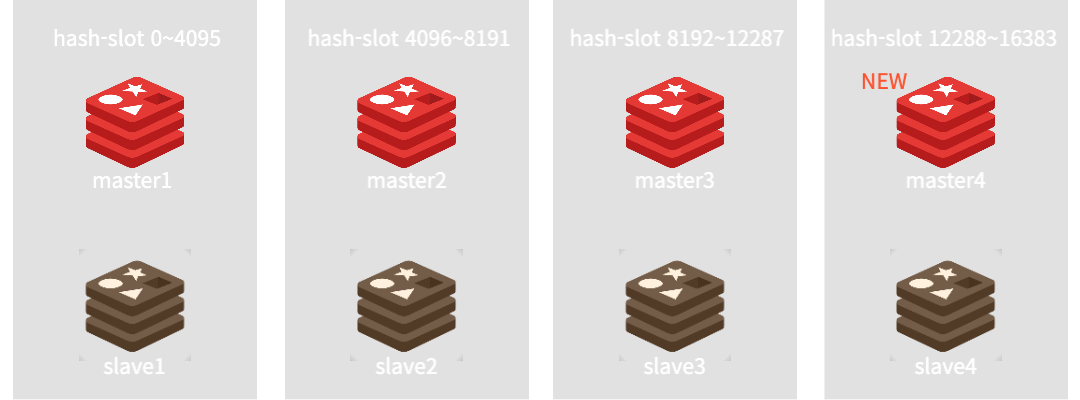 hash-slot 0~4095
hash-slot 4096~8191
hash-slot 8192~12287
hash-slot 12288~16383
NEW
master1
master2
master3
master4
slave1
slave2
slave3
slave4